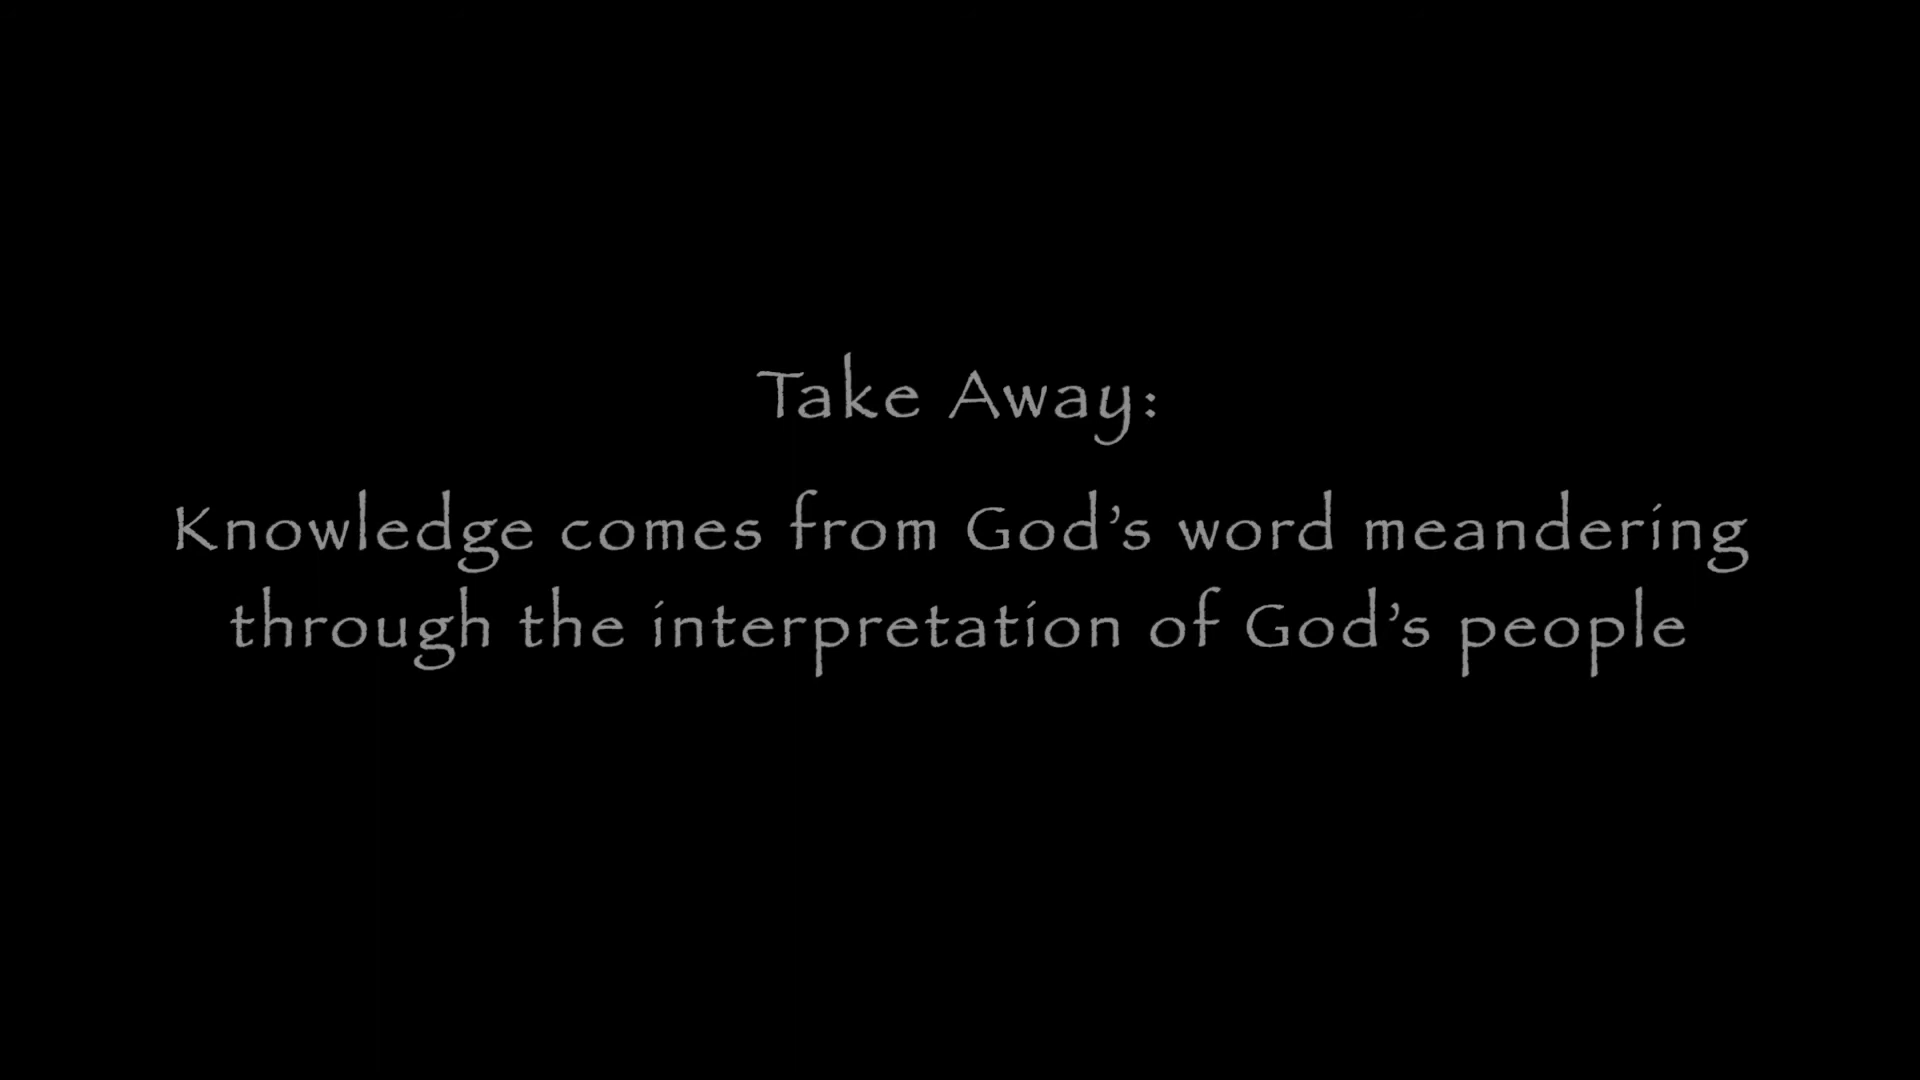 Take Away:
Knowledge comes from God’s word meandering
through the interpretation of God’s people